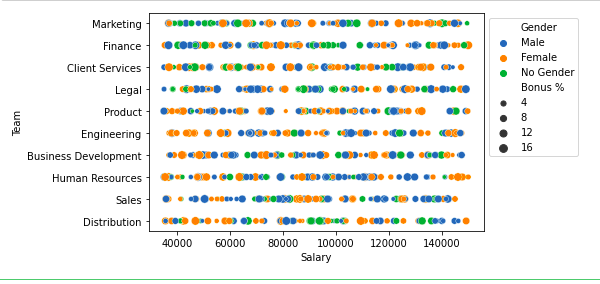 Marketing
Finance
Client Services
Legal
Product
Engineering
Business Development
Human Resources
Sales
Distribution
Team
40000 60000 80000 100000 120000 140000
Salary
Gender
Male
Female
No Gender
Bonus %
4
8
12
16